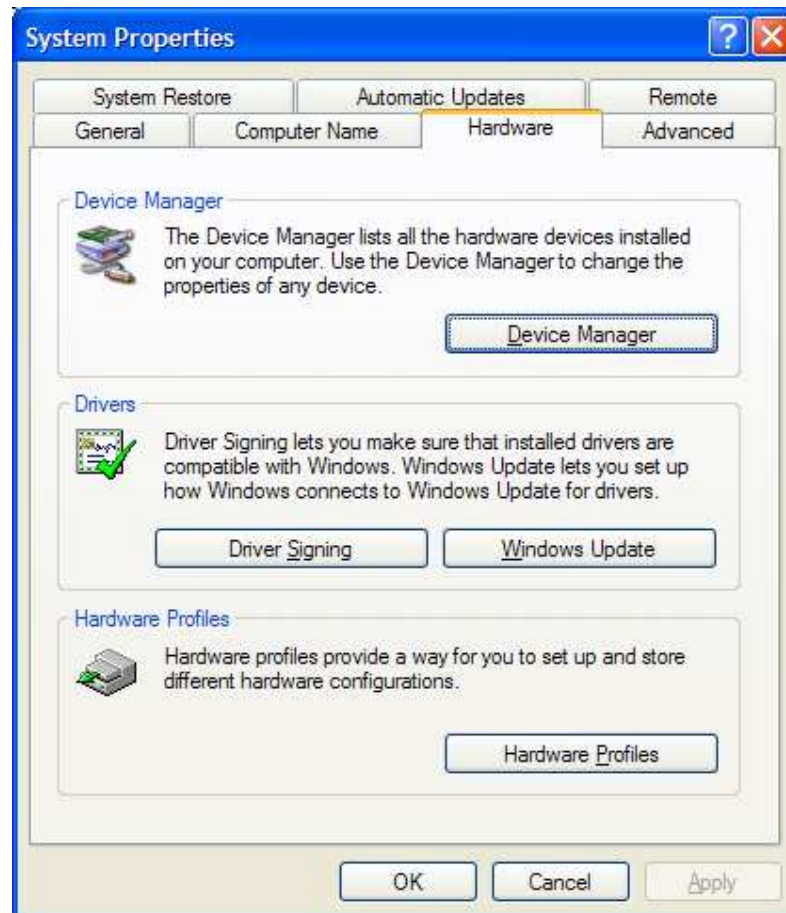 System Properties
System Restore Automatic Updates Remote
General Computer Name Hardware Advanced
Device Manager
The Device Manager lists all the hardware devices installed
on your computer. Use the Device Manager to change the
properties of any device.
Device Manager
Drivers
Driver Signing lets you make sure that installed drivers are
compatible with Windows. Windows Update lets you set up
how Windows connects to Windows Update for drivers.
Driver Signing Windows Update
Hardware Profiles
Hardware profiles provide a way for you to set up and store
different hardware configurations.
Hardware Profiles
OK Cancel Apply